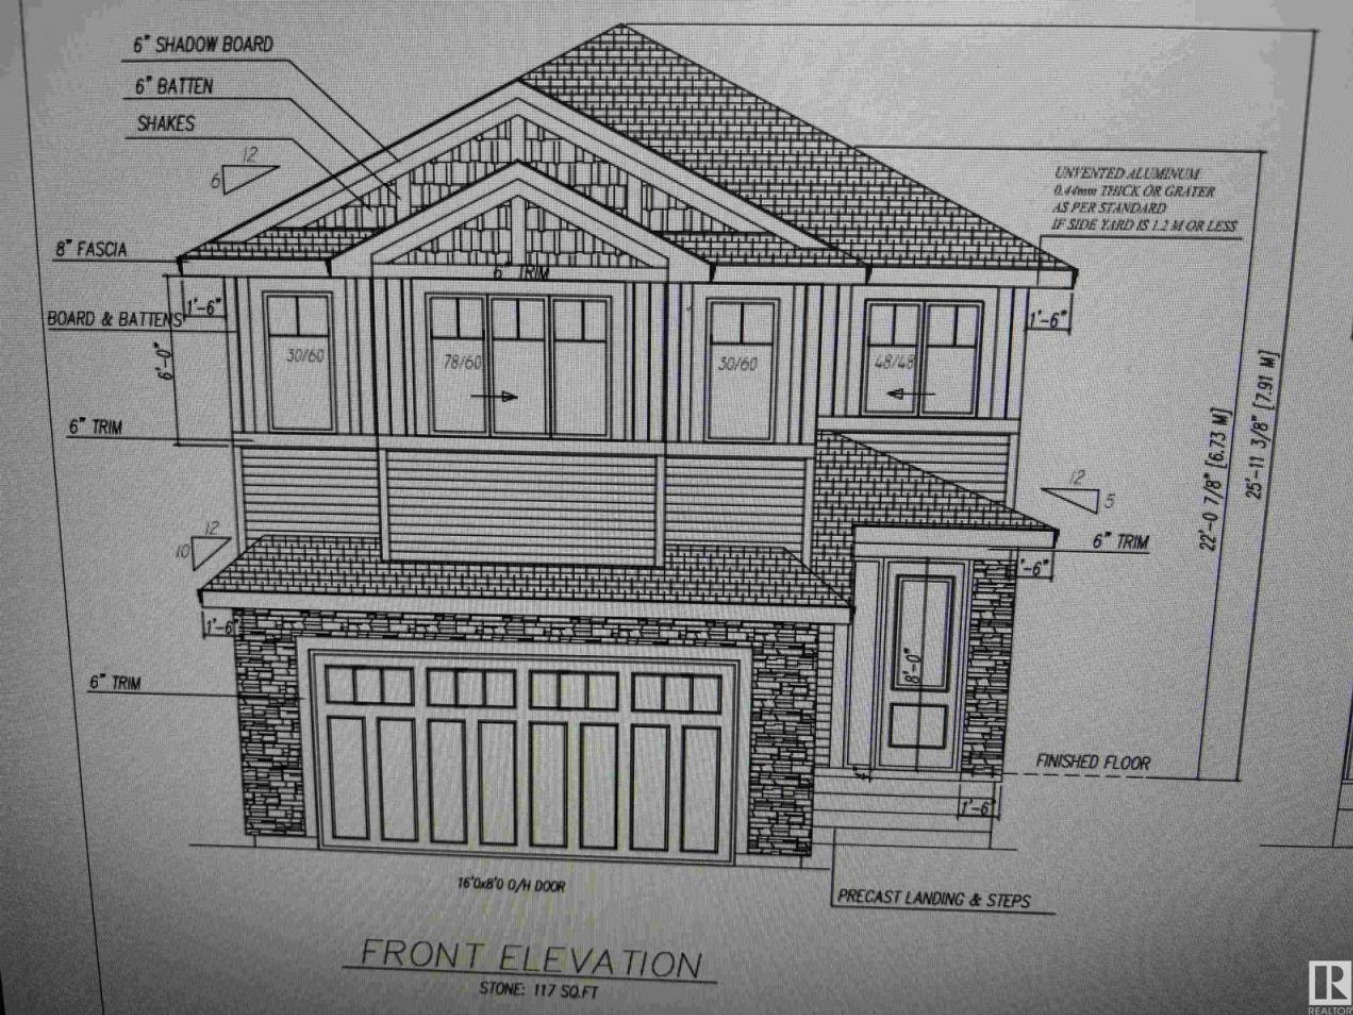 6" SHADOW BOARD
6" BATTEN
SHAKES
12
6
UNVENTED ALUMINUM
0.44mm THICK OR GRATER
AS PER STANDARD
IF SIDE YARD IS 1.2 M OR LESS
8" FASCIA
6" TRIM
1'-6"
1'-6"
BOARD & BATTENS
30/60
78/60
30/60
48/48
6'-0"
6" TRIM
22'-0 7/8" [6.73 M]
25'-11 3/8" [7.91 M]
12
5
12
10
6" TRIM
1'-6"
1'-6"
8'-0"
6" TRIM
FINISHED FLOOR
1'-6"
16'0x8'0 O/H DOOR
PRECAST LANDING & STEPS
FRONT ELEVATION
STONE: 117 SQ.FT
R
REALTOR